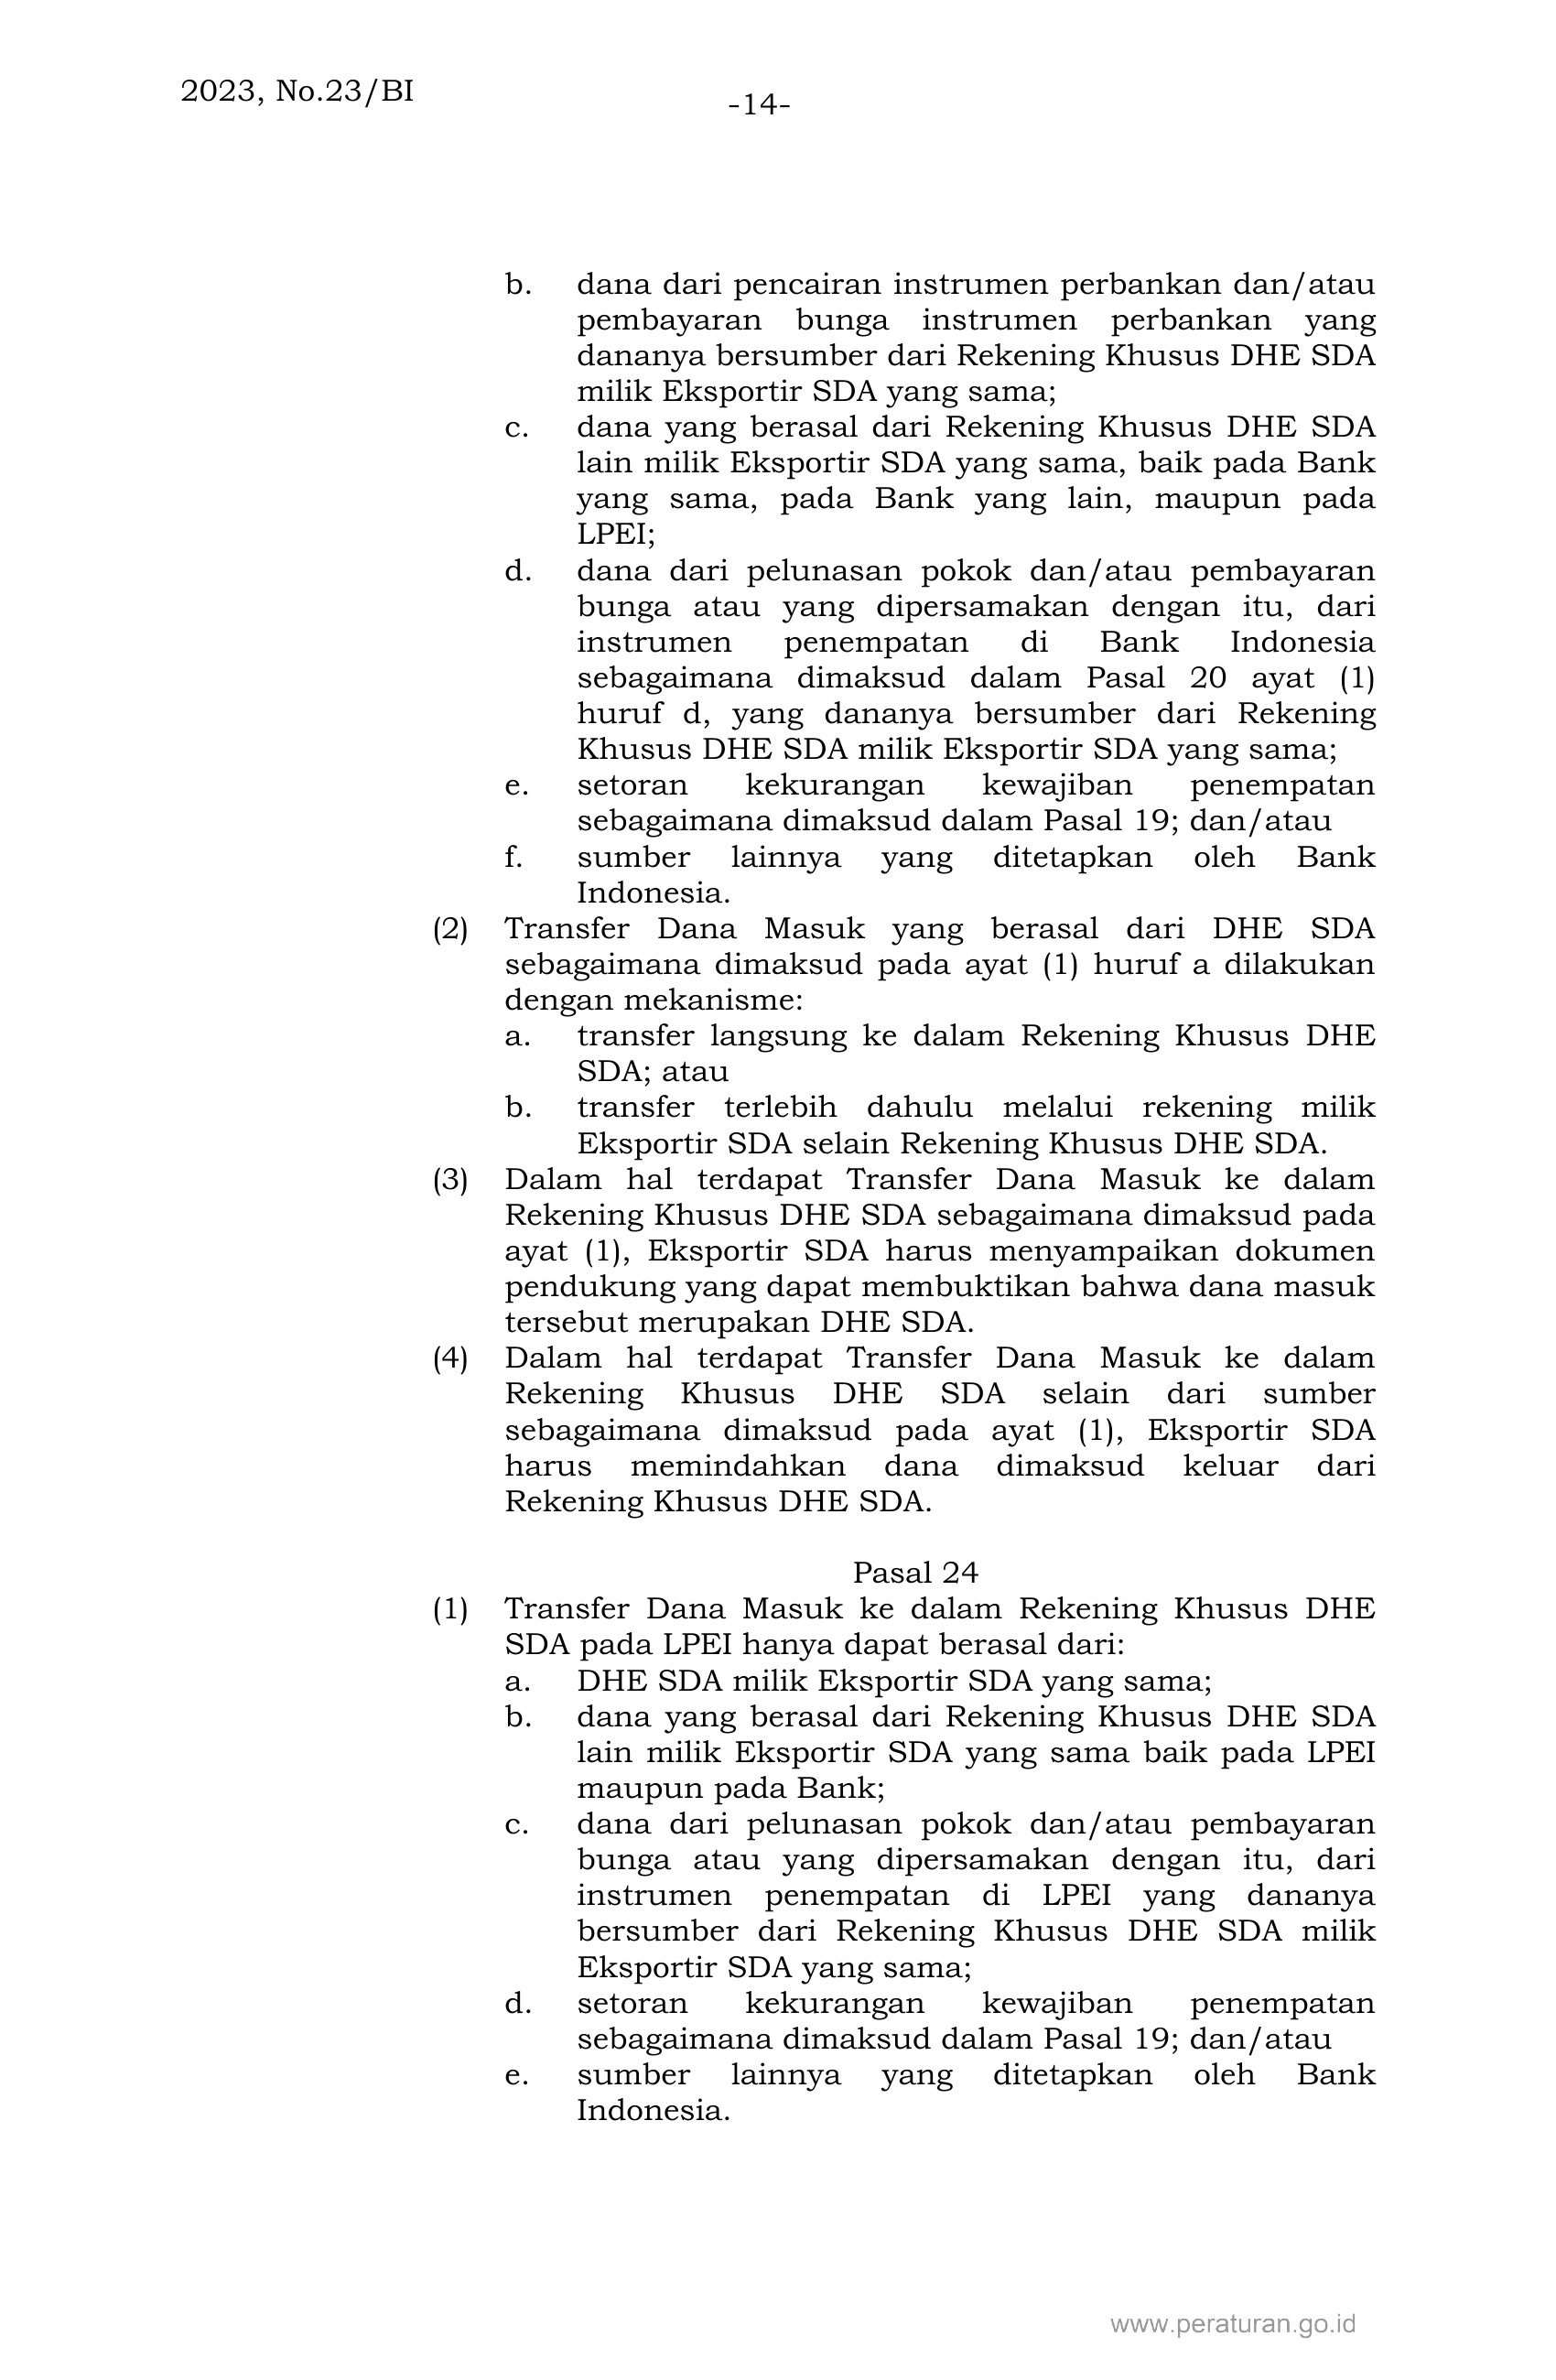 2023, No.23/BI
-14-
b. dana dari pencairan instrumen perbankan dan/atau
pembayaran bunga instrumen perbankan yang
dananya bersumber dari Rekening Khusus DHE SDA
milik Eksportir SDA yang sama;
c. dana yang berasal dari Rekening Khusus DHE SDA
lain milik Eksportir SDA yang sama, baik pada Bank
yang sama, pada Bank yang lain, maupun pada
LPEI;
d. dana dari pelunasan pokok dan/atau pembayaran
bunga atau yang dipersamakan dengan itu, dari
instrumen penempatan di Bank Indonesia
sebagaimana dimaksud dalam Pasal 20 ayat (1)
huruf d, yang dananya bersumber dari Rekening
Khusus DHE SDA milik Eksportir SDA yang sama;
e. setoran kekurangan kewajiban penempatan
sebagaimana dimaksud dalam Pasal 19; dan/atau
f. sumber lainnya yang ditetapkan oleh Bank
Indonesia.
(2) Transfer Dana Masuk yang berasal dari DHE SDA
sebagaimana dimaksud pada ayat (1) huruf a dilakukan
dengan mekanisme:
a. transfer langsung ke dalam Rekening Khusus DHE
SDA; atau
b. transfer terlebih dahulu melalui rekening milik
Eksportir SDA selain Rekening Khusus DHE SDA.
(3) Dalam hal terdapat Transfer Dana Masuk ke dalam
Rekening Khusus DHE SDA sebagaimana dimaksud pada
ayat (1), Eksportir SDA harus menyampaikan dokumen
pendukung yang dapat membuktikan bahwa dana masuk
tersebut merupakan DHE SDA.
(4) Dalam hal terdapat Transfer Dana Masuk ke dalam
Rekening Khusus DHE SDA selain dari sumber
sebagaimana dimaksud pada ayat (1), Eksportir SDA
harus memindahkan dana dimaksud keluar dari
Rekening Khusus DHE SDA.
Pasal 24
(1) Transfer Dana Masuk ke dalam Rekening Khusus DHE
SDA pada LPEI hanya dapat berasal dari:
a. DHE SDA milik Eksportir SDA yang sama;
b. dana yang berasal dari Rekening Khusus DHE SDA
lain milik Eksportir SDA yang sama baik pada LPEI
maupun pada Bank;
c. dana dari pelunasan pokok dan/atau pembayaran
bunga atau yang dipersamakan dengan itu, dari
instrumen penempatan di LPEI yang dananya
bersumber dari Rekening Khusus DHE SDA milik
Eksportir SDA yang sama;
d. setoran kekurangan kewajiban penempatan
sebagaimana dimaksud dalam Pasal 19; dan/atau
e. sumber lainnya yang ditetapkan oleh Bank
Indonesia.
www.peraturan.go.id